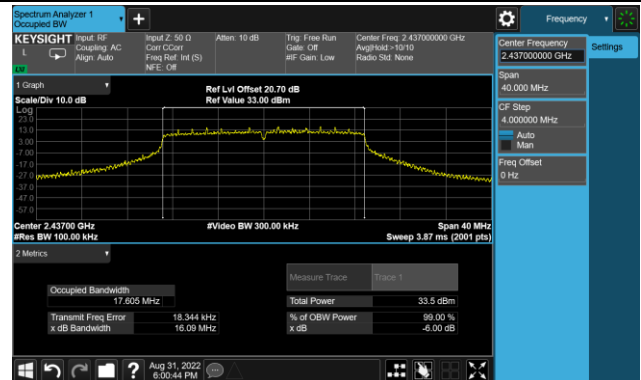 Spectrum Analyzer 1
Occupied BW
+
Frequency
KEYSIGHT
L
Input: RF
Coupling: AC
Align: Auto
Input Z: 50 Ω
Corr CCorr
Freq Ref: Int (S)
NFE: Off
Atten: 10 dB
Trig: Free Run
Gate: Off
#IF Gain: Low
Center Freq: 2.437000000 GHz
Avg|Hold:>10/10
Radio Std: None
Center Frequency
2.437000000 GHz
Settings
Span
40.000 MHz
CF Step
4.000000 MHz
Auto
Man
Freq Offset
0 Hz
1 Graph
Scale/Div 10.0 dB
Ref Lvl Offset 20.70 dB
Ref Value 33.00 dBm
Log
23.0
13.0
3.00
-7.00
-17.0
-27.0
-37.0
-47.0
-57.0
Center 2.43700 GHz
#Video BW 300.00 kHz
Span 40 MHz
#Res BW 100.00 kHz
Sweep 3.87 ms (2001 pts)
2 Metrics
Measure Trace
Trace 1
Occupied Bandwidth
17.605 MHz
Total Power
33.5 dBm
Transmit Freq Error
18.344 kHz
% of OBW Power
99.00 %
x dB Bandwidth
16.09 MHz
x dB
-6.00 dB
?
Aug 31, 2022
6:00:44 PM